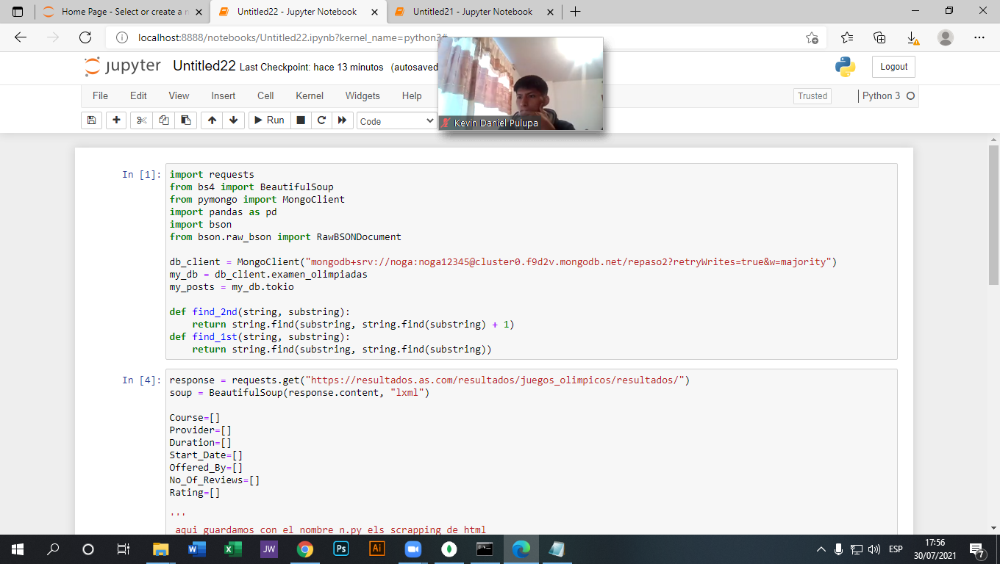 Home Page - Select or create a n
Untitled22 - Jupyter Notebook
Untitled21 - Jupyter Notebook
localhost:8888/notebooks/Untitled22.ipynb?kernel_name=python3#
jupyter Untitled22 Last Checkpoint: hace 13 minutos (autosaved
Logout
File Edit View Insert Cell Kernel Widgets Help
Trusted
Python 3
Run
Code
Kevin Daniel Pulupa
In [1]:
import requests
from bs4 import BeautifulSoup
from pymongo import MongoClient
import pandas as pd
import bson
from bson.raw_bson import RawBSONDocument
db_client = MongoClient("mongodb+srv://noga:noga12345@cluster0.f9d2v.mongodb.net/repaso2?retryWrites=true&w=majority")
my_db = db_client.examen_olimpiadas
my_posts = my_db.tokio
def find_2nd(string, substring):
    return string.find(substring, string.find(substring) + 1)
def find_1st(string, substring):
    return string.find(substring, string.find(substring))
In [4]:
response = requests.get("https://resultados.as.com/resultados/juegos_olimpicos/resultados/")
soup = BeautifulSoup(response.content, "lxml")
Course=[]
Provider=[]
Duration=[]
Start_Date=[]
Offered_By=[]
No_Of_Reviews=[]
Rating=[]
'''
 aqui guardamos con el nombre n.py els scrapping de html
JW
Ps
Ai
ESP
17:56
30/07/2021
7